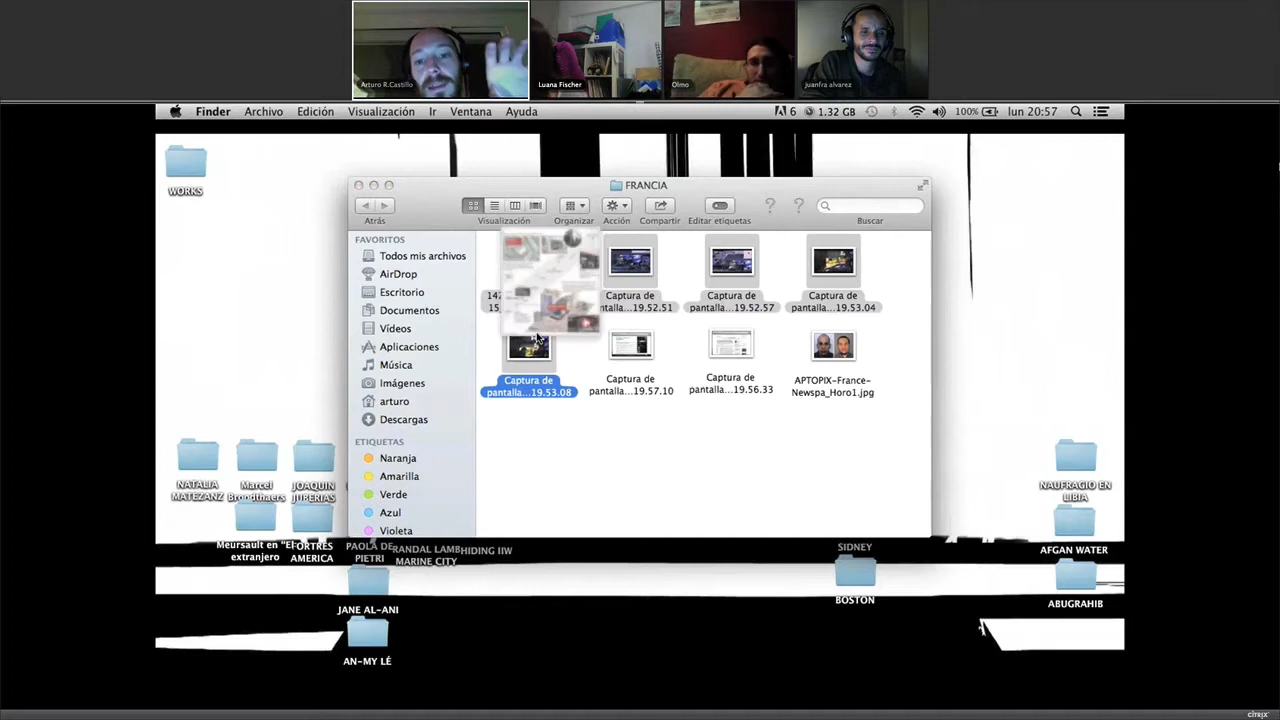 Arturo R.Castillo
Luana Fischer
Olmo
juanfra alvarez
Finder Archivo Edición Visualización Ir Ventana Ayuda
6 1.32 GB 100% lun 20:57
WORKS
FRANCIA
Atrás Visualización Organizar Acción Compartir Editar etiquetas Buscar
FAVORITOS
Todos mis archivos
AirDrop
Escritorio
Documentos
Vídeos
Aplicaciones
Música
Imágenes
arturo
Descargas
ETIQUETAS
Naranja
Amarilla
Verde
Azul
Violeta
Captura de
pantalla...19.52.51
Captura de
pantalla...19.52.57
Captura de
pantalla...19.53.04
Captura de
pantalla...19.53.08
Captura de
pantalla...19.57.10
Captura de
pantalla...19.56.33
APTOPIX-France-
Newspa_Horo1.jpg
NATALIA
MATEZANZ
Marcel
Broodthaers
JOAQUIN
JUBERIAS
NAUFRAGIO EN
LIBIA
Meursault en "El
extranjero
FORTRES
AMERICA
PAOLA DE
PIETRI
RANDAL LAMB
MARINE CITY
HIDING IIW
SIDNEY
AFGAN WATER
JANE AL-ANI
BOSTON
ABUGRAHIB
AN-MY LÉ
CITRIX